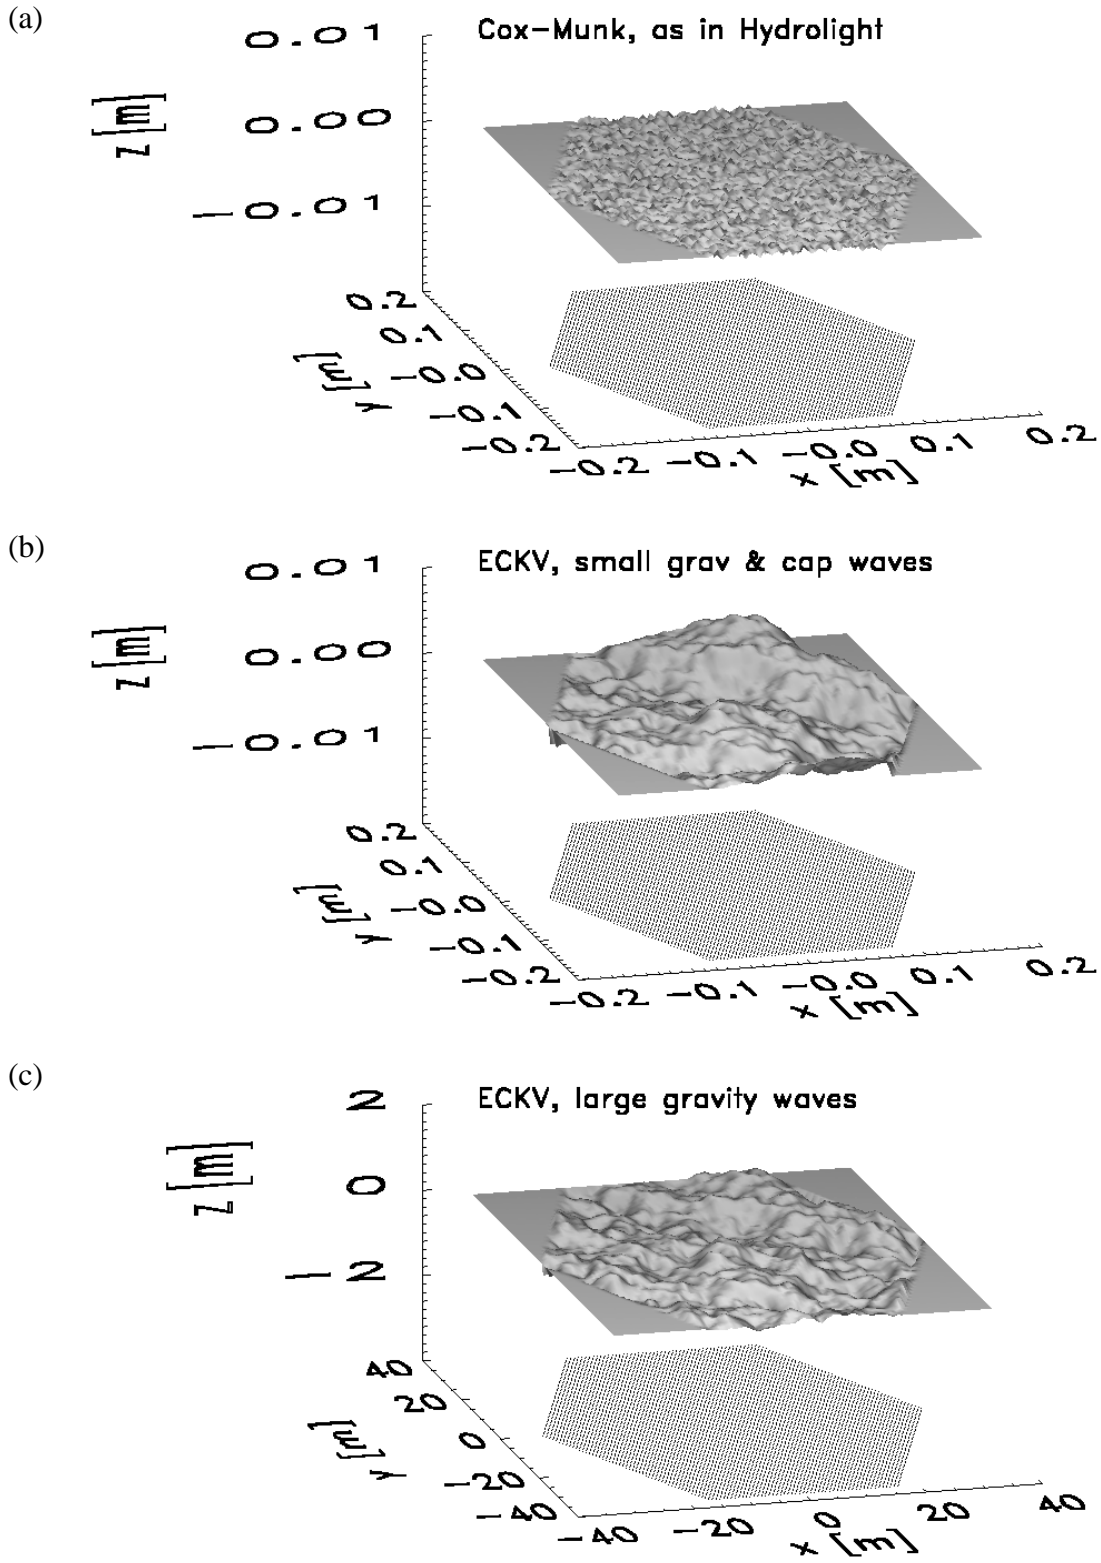 (a)
Cox-Munk, as in Hydrolight
0.01
0.00
-0.01
z [m]
0.2
0.1
-0.0
-0.1
-0.2
y [m]
-0.2 -0.1 -0.0 0.1 0.2
x [m]
(b)
ECKV, small grav & cap waves
0.01
0.00
-0.01
z [m]
0.2
0.1
-0.0
-0.1
-0.2
y [m]
-0.2 -0.1 -0.0 0.1 0.2
x [m]
(c)
ECKV, large gravity waves
2
0
-2
z [m]
40
20
0
-20
-40
y [m]
-40 -20 0 20 40
x [m]